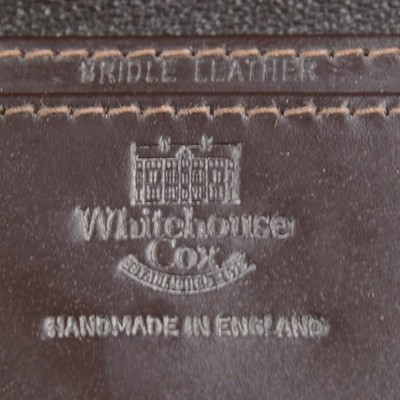 BRIDLE LEATHER
Whitehouse
Cox
ESTABLISHED 1875
HANDMADE IN ENGLAND